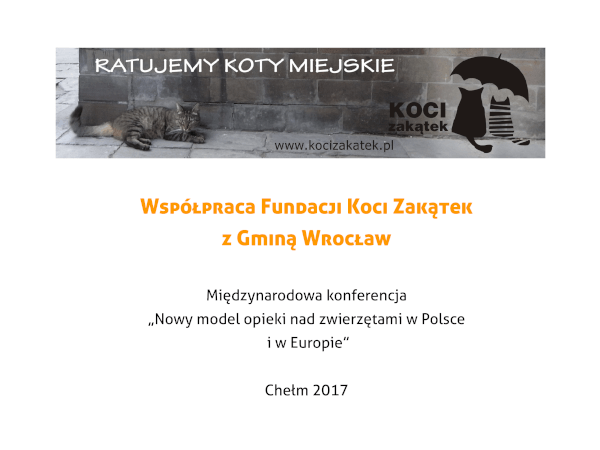 RATUJEMY KOTY MIEJSKIE
KOCI
zakątek
www.kocizakatek.pl
Współpraca Fundacji Koci Zakątek
z Gminą Wrocław
Międzynarodowa konferencja
„Nowy model opieki nad zwierzętami w Polsce
i w Europie“
Chełm 2017